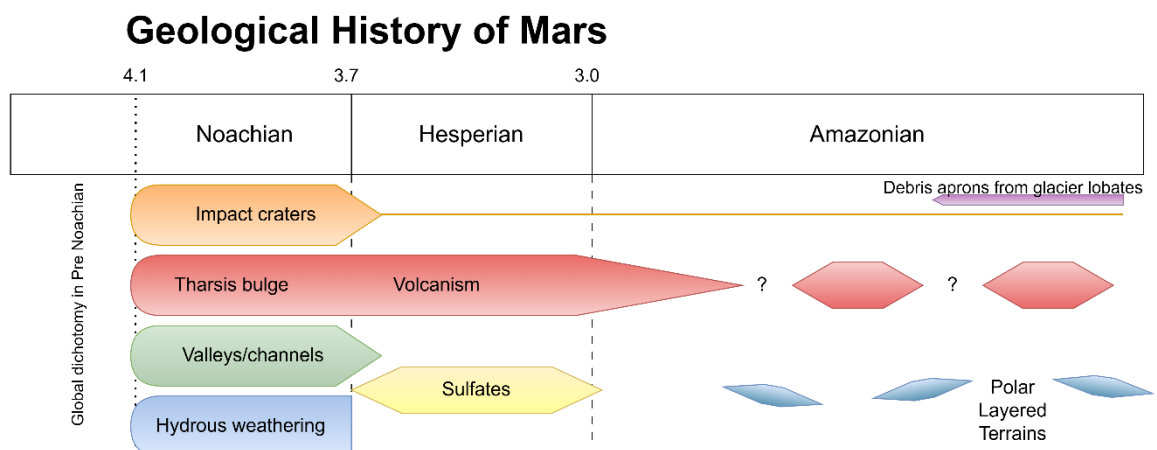 Geological History of Mars
4.1
3.7
3.0
Noachian
Hesperian
Amazonian
Global dichotomy in Pre Noachian
Debris aprons from glacier lobates
Impact craters
Tharsis bulge
Volcanism
?
?
Valleys/channels
Sulfates
Polar
Layered
Terrains
Hydrous weathering